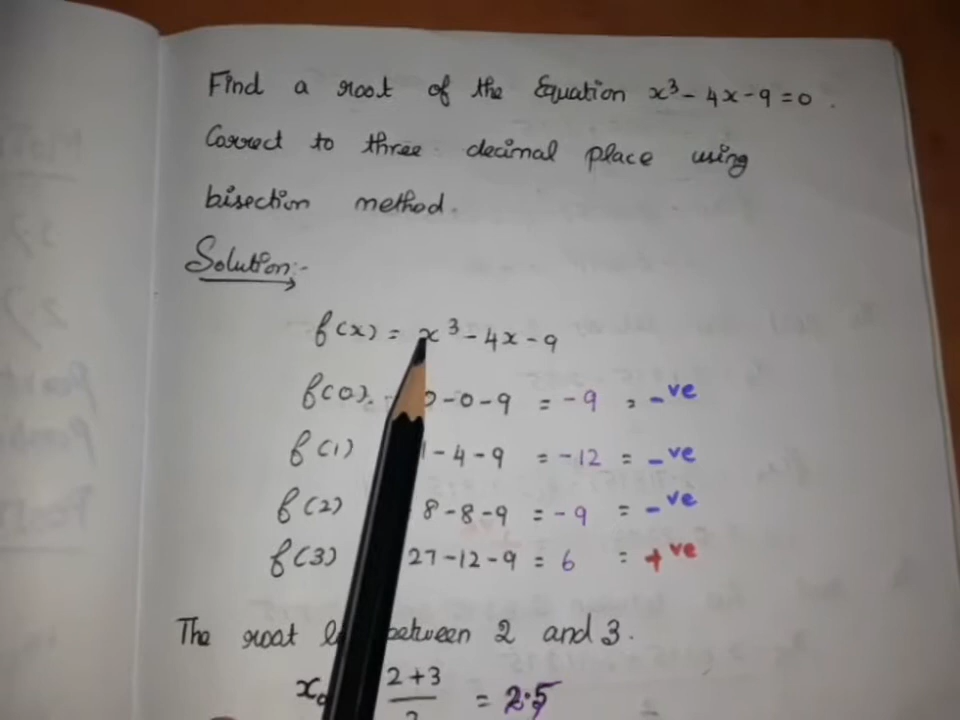 Find a root of the Equation x³ - 4x - 9 = 0.
Correct to three decimal place using
bisection method.
Solution:-
f(x) = x³ - 4x - 9
f(0). 0 - 0 - 9 = -9 = -ve
f(1) 1 - 4 - 9 = -12 = -ve
f(2) 8 - 8 - 9 = -9 = -ve
f(3) 27 - 12 - 9 = 6 = +ve
The root between 2 and 3.
x₀ 2+3 = 2.5
2